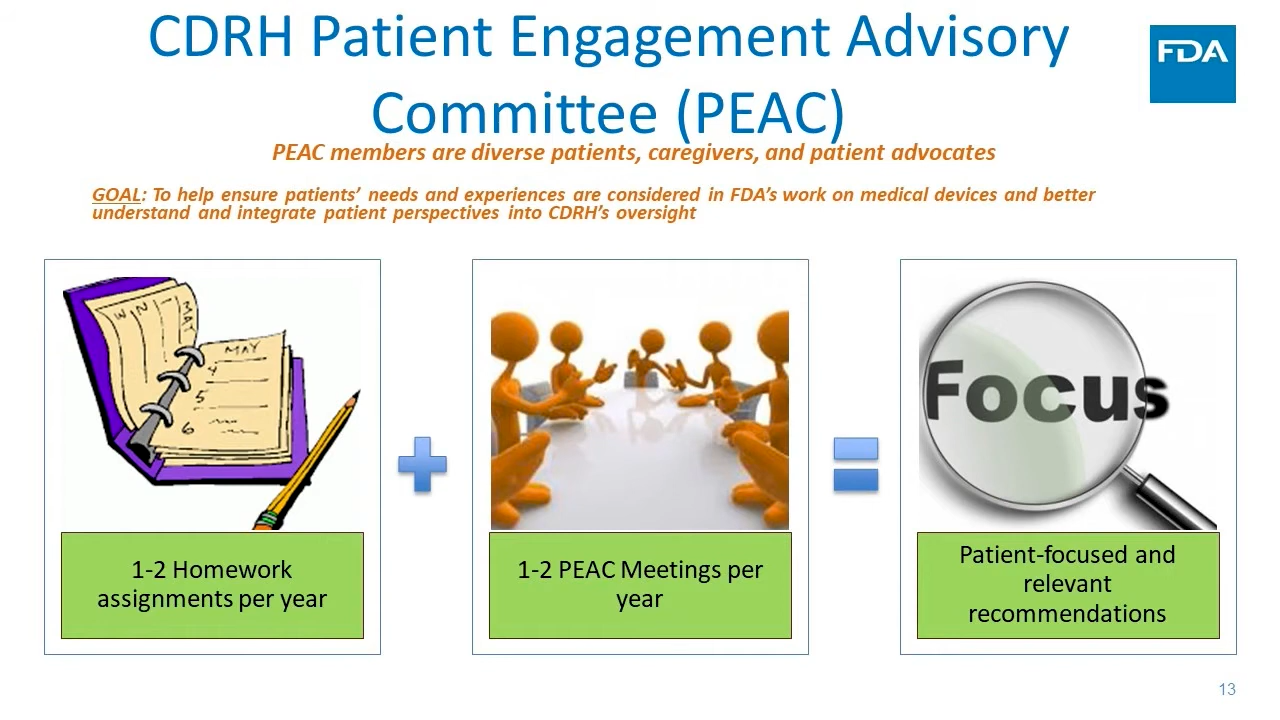 CDRH Patient Engagement Advisory
Committee (PEAC)
FDA
PEAC members are diverse patients, caregivers, and patient advocates
GOAL: To help ensure patients’ needs and experiences are considered in FDA’s work on medical devices and better
understand and integrate patient perspectives into CDRH’s oversight
MAY
MAY
4
5
6
Focus
1-2 Homework
assignments per year
1-2 PEAC Meetings per
year
Patient-focused and
relevant
recommendations
13